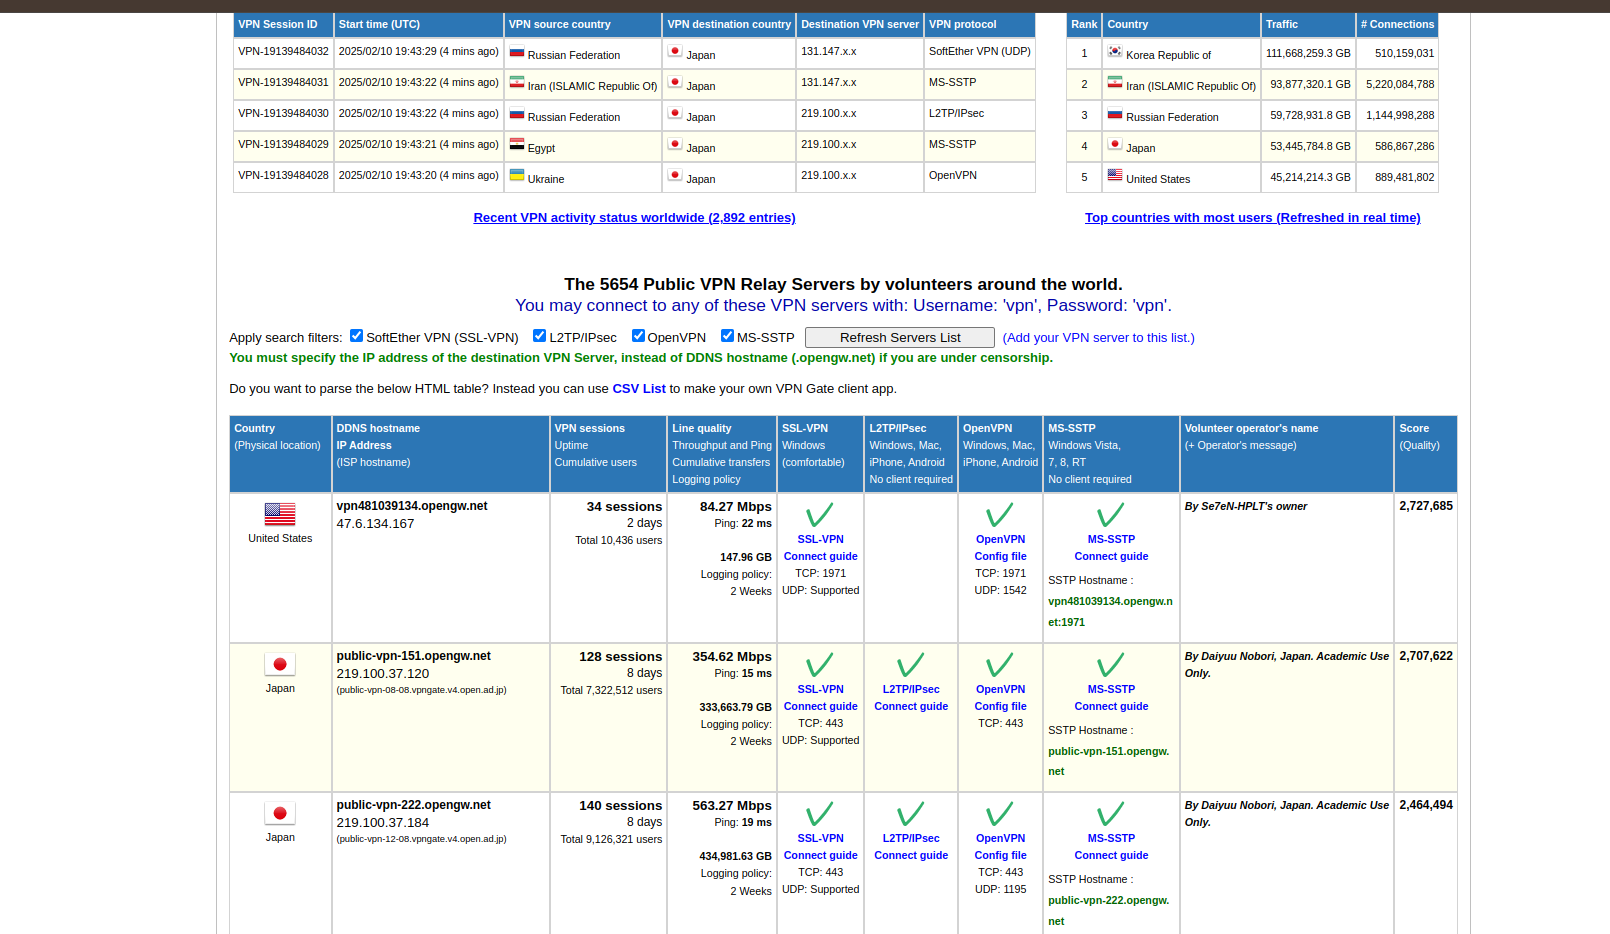 VPN Session ID Start time (UTC) VPN source country VPN destination country Destination VPN server VPN protocol
VPN-19139484032 2025/02/10 19:43:29 (4 mins ago) Russian Federation Japan 131.147.x.x SoftEther VPN (UDP)
VPN-19139484031 2025/02/10 19:43:22 (4 mins ago) Iran (ISLAMIC Republic Of) Japan 131.147.x.x MS-SSTP
VPN-19139484030 2025/02/10 19:43:22 (4 mins ago) Russian Federation Japan 219.100.x.x L2TP/IPsec
VPN-19139484029 2025/02/10 19:43:21 (4 mins ago) Egypt Japan 219.100.x.x MS-SSTP
VPN-19139484028 2025/02/10 19:43:20 (4 mins ago) Ukraine Japan 219.100.x.x OpenVPN
Recent VPN activity status worldwide (2,892 entries)
Rank Country Traffic # Connections
1 Korea Republic of 111,668,259.3 GB 510,159,031
2 Iran (ISLAMIC Republic Of) 93,877,320.1 GB 5,220,084,788
3 Russian Federation 59,728,931.8 GB 1,144,998,288
4 Japan 53,445,784.8 GB 586,867,286
5 United States 45,214,214.3 GB 889,481,802
Top countries with most users (Refreshed in real time)
The 5654 Public VPN Relay Servers by volunteers around the world.
You may connect to any of these VPN servers with: Username: 'vpn', Password: 'vpn'.
Apply search filters: SoftEther VPN (SSL-VPN) L2TP/IPsec OpenVPN MS-SSTP Refresh Servers List (Add your VPN server to this list.)
You must specify the IP address of the destination VPN Server, instead of DDNS hostname (.opengw.net) if you are under censorship.
Do you want to parse the below HTML table? Instead you can use CSV List to make your own VPN Gate client app.
Country
(Physical location)
DDNS hostname
IP Address
(ISP hostname)
VPN sessions
Uptime
Cumulative users
Line quality
Throughput and Ping
Cumulative transfers
Logging policy
SSL-VPN
Windows
(comfortable)
L2TP/IPsec
Windows, Mac,
iPhone, Android
No client required
OpenVPN
Windows, Mac,
iPhone, Android
MS-SSTP
Windows Vista,
7, 8, RT
No client required
Volunteer operator's name
(+ Operator's message)
Score
(Quality)
United States
vpn481039134.opengw.net
47.6.134.167
34 sessions
2 days
Total 10,436 users
84.27 Mbps
Ping: 22 ms
147.96 GB
Logging policy:
2 Weeks
SSL-VPN
Connect guide
TCP: 1971
UDP: Supported
OpenVPN
Config file
TCP: 1971
UDP: 1542
MS-SSTP
Connect guide
SSTP Hostname :
vpn481039134.opengw.n
et:1971
By Se7eN-HPLT's owner
2,727,685
Japan
public-vpn-151.opengw.net
219.100.37.120
(public-vpn-08-08.vpngate.v4.open.ad.jp)
128 sessions
8 days
Total 7,322,512 users
354.62 Mbps
Ping: 15 ms
333,663.79 GB
Logging policy:
2 Weeks
SSL-VPN
Connect guide
TCP: 443
UDP: Supported
L2TP/IPsec
Connect guide
OpenVPN
Config file
TCP: 443
MS-SSTP
Connect guide
SSTP Hostname :
public-vpn-151.opengw.
net
By Daiyuu Nobori, Japan. Academic Use
Only.
2,707,622
Japan
public-vpn-222.opengw.net
219.100.37.184
(public-vpn-12-08.vpngate.v4.open.ad.jp)
140 sessions
8 days
Total 9,126,321 users
563.27 Mbps
Ping: 19 ms
434,981.63 GB
Logging policy:
2 Weeks
SSL-VPN
Connect guide
TCP: 443
UDP: Supported
L2TP/IPsec
Connect guide
OpenVPN
Config file
TCP: 443
UDP: 1195
MS-SSTP
Connect guide
SSTP Hostname :
public-vpn-222.opengw.
net
By Daiyuu Nobori, Japan. Academic Use
Only.
2,464,494